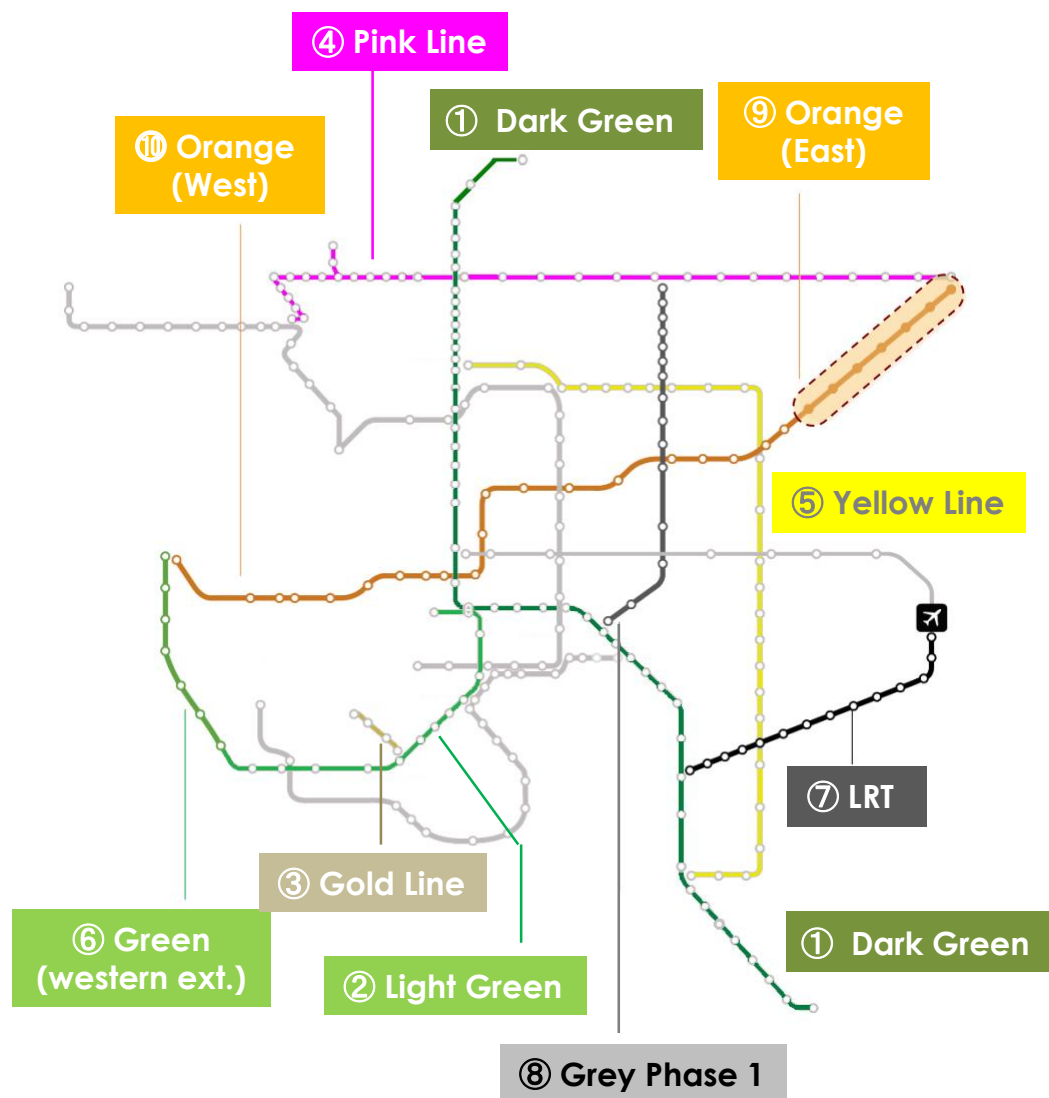 ④ Pink Line
① Dark Green
⑨ Orange
(East)
⑩ Orange
(West)
⑤ Yellow Line
⑦ LRT
③ Gold Line
⑥ Green
(western ext.)
② Light Green
① Dark Green
⑧ Grey Phase 1